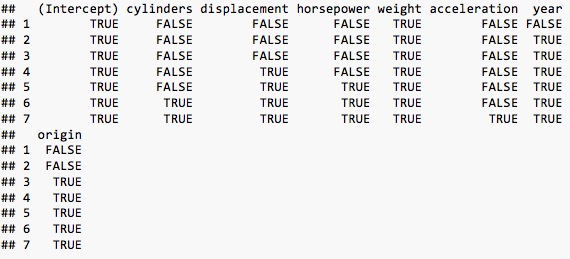 ##   (Intercept) cylinders displacement horsepower weight acceleration  year
## 1        TRUE     FALSE        FALSE      FALSE   TRUE        FALSE FALSE
## 2        TRUE     FALSE        FALSE      FALSE   TRUE        FALSE  TRUE
## 3        TRUE     FALSE        FALSE      FALSE   TRUE        FALSE  TRUE
## 4        TRUE     FALSE         TRUE      FALSE   TRUE        FALSE  TRUE
## 5        TRUE     FALSE         TRUE       TRUE   TRUE        FALSE  TRUE
## 6        TRUE      TRUE         TRUE       TRUE   TRUE        FALSE  TRUE
## 7        TRUE      TRUE         TRUE       TRUE   TRUE         TRUE  TRUE
##   origin
## 1  FALSE
## 2  FALSE
## 3   TRUE
## 4   TRUE
## 5   TRUE
## 6   TRUE
## 7   TRUE